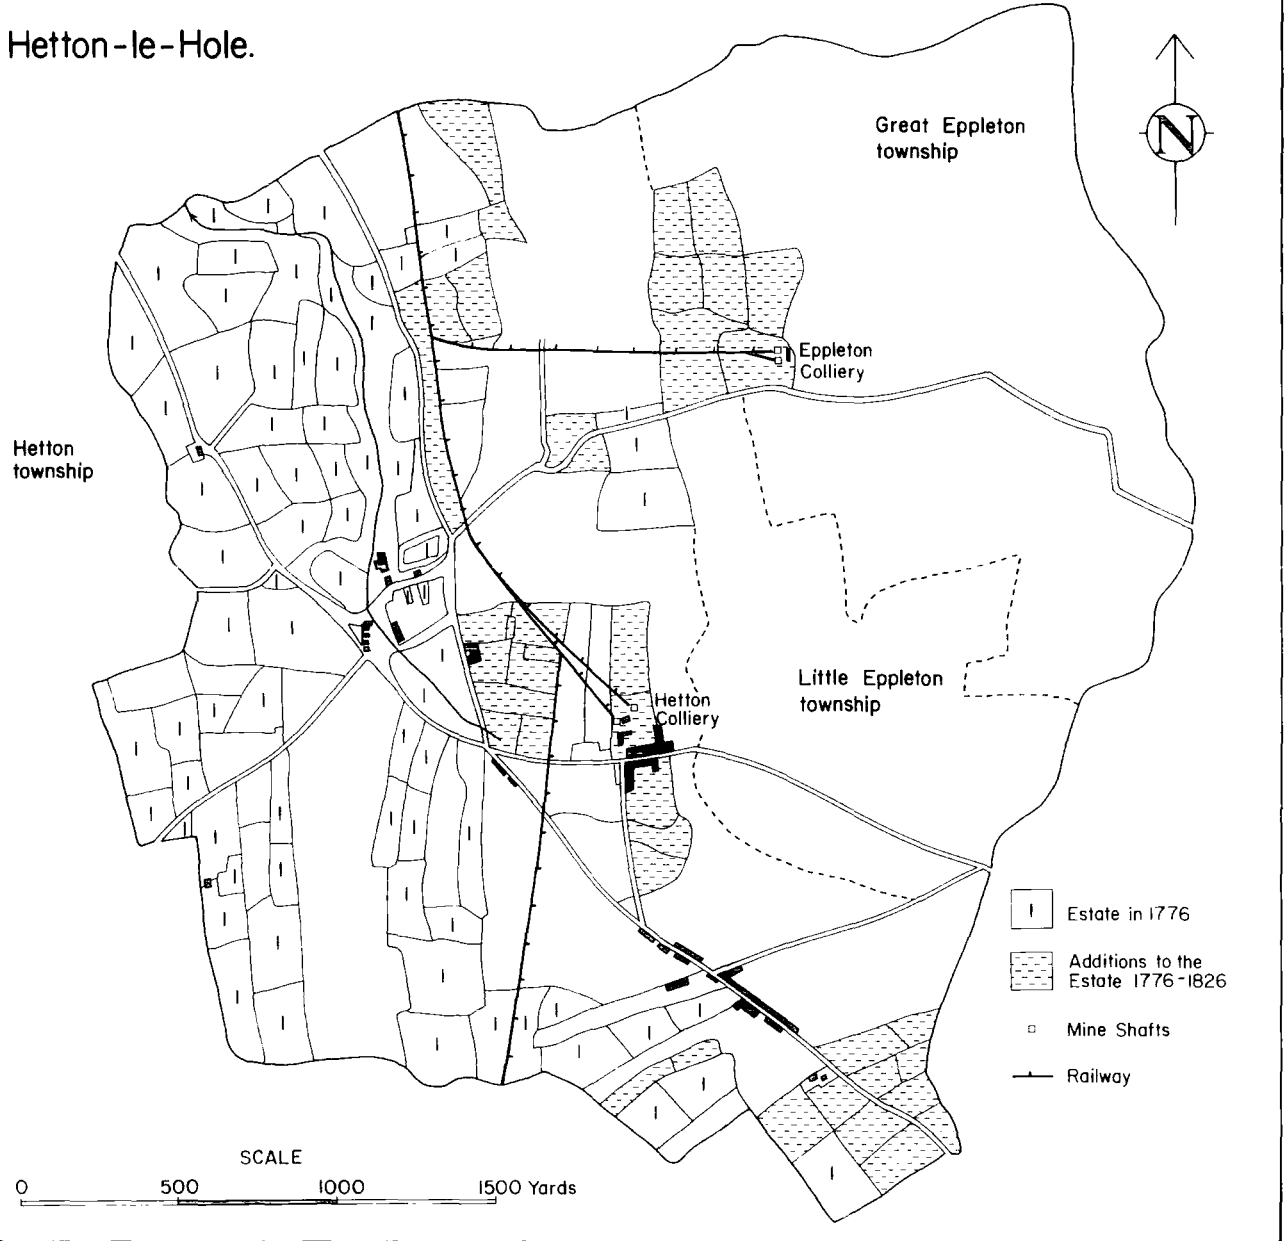 Hetton-le-Hole.
N
Great Eppleton
township
Eppleton
Colliery
Hetton
township
Little Eppleton
township
Hetton
Colliery
Estate in 1776
Additions to the
Estate 1776-1826
Mine Shafts
Railway
SCALE
0 500 1000 1500 Yards